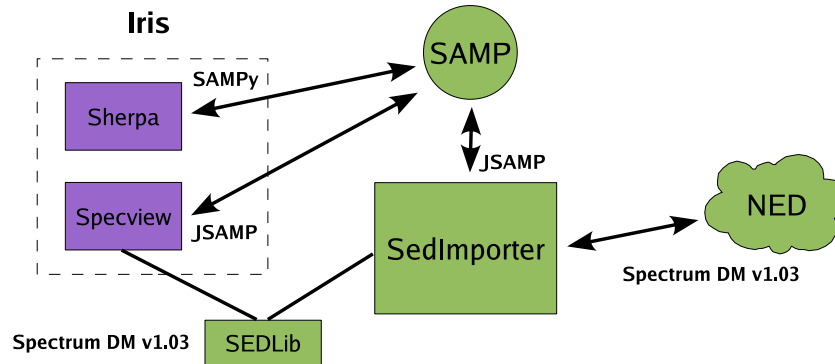 Iris
SAMPy
SAMP
Sherpa
JSAMP
Specview
JSAMP
SedImporter
NED
Spectrum DM v1.03
Spectrum DM v1.03
SEDLib